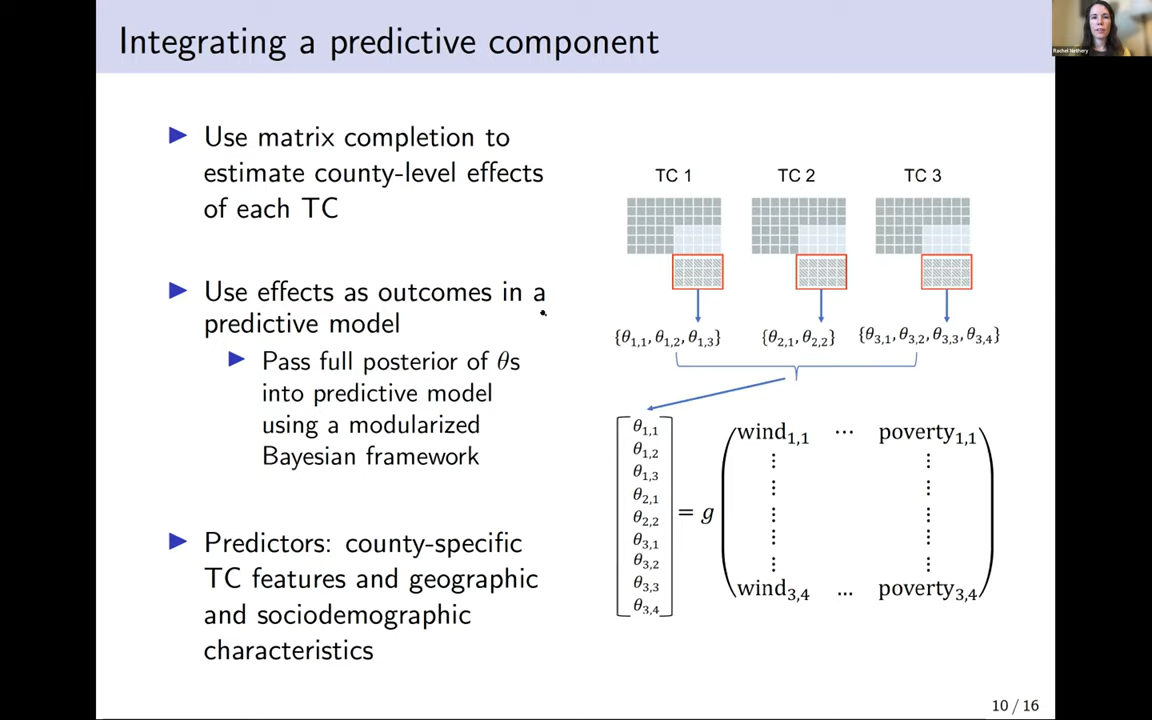 Integrating a predictive component
Rachel Nethery
▶ Use matrix completion to
estimate county-level effects
of each TC
▶ Use effects as outcomes in a
predictive model
▶ Pass full posterior of θs
into predictive model
using a modularized
Bayesian framework
▶ Predictors: county-specific
TC features and geographic
and sociodemographic
characteristics
TC 1 TC 2 TC 3
{θ1,1, θ1,2, θ1,3} {θ2,1, θ2,2} {θ3,1, θ3,2, θ3,3, θ3,4}
θ1,1
θ1,2
θ1,3
θ2,1
θ2,2
θ3,1
θ3,2
θ3,3
θ3,4
= g
wind1,1 ⋯ poverty1,1
⋮ ⋮
⋮ ⋮
⋮ ⋮
⋮ ⋮
⋮ ⋮
wind3,4 … poverty3,4
10 / 16